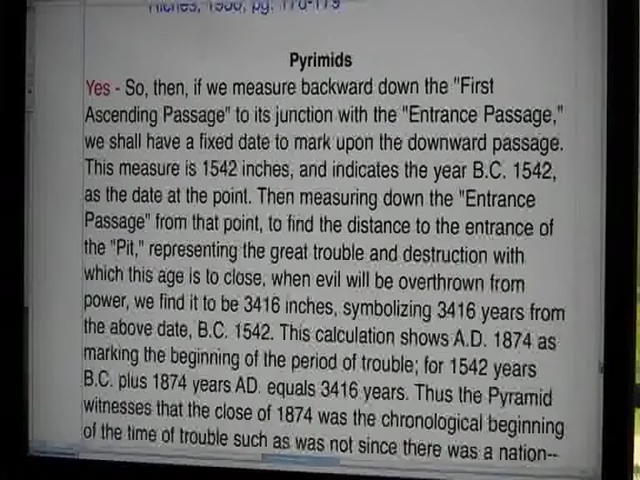 Riches, 1986, pg. 178-179
Pyrimids
Yes - So, then, if we measure backward down the "First
Ascending Passage" to its junction with the "Entrance Passage,"
we shall have a fixed date to mark upon the downward passage.
This measure is 1542 inches, and indicates the year B.C. 1542,
as the date at the point. Then measuring down the "Entrance
Passage" from that point, to find the distance to the entrance of
the "Pit," representing the great trouble and destruction with
which this age is to close, when evil will be overthrown from
power, we find it to be 3416 inches, symbolizing 3416 years from
the above date, B.C. 1542. This calculation shows A.D. 1874 as
marking the beginning of the period of trouble; for 1542 years
B.C. plus 1874 years AD. equals 3416 years. Thus the Pyramid
witnesses that the close of 1874 was the chronological beginning
of the time of trouble such as was not since there was a nation--